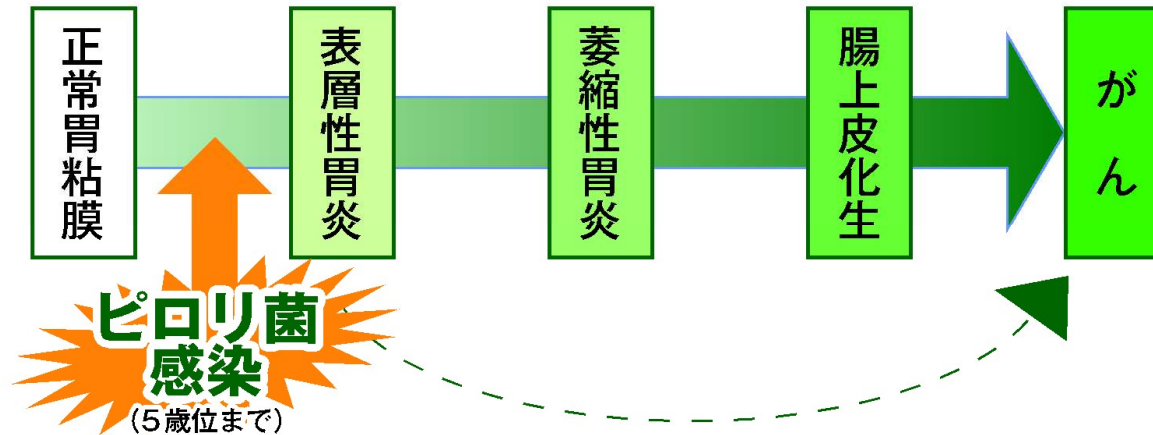 正常胃粘膜
表層性胃炎
萎縮性胃炎
腸上皮化生
がん
ピロリ菌
感染
(5歳位まで)